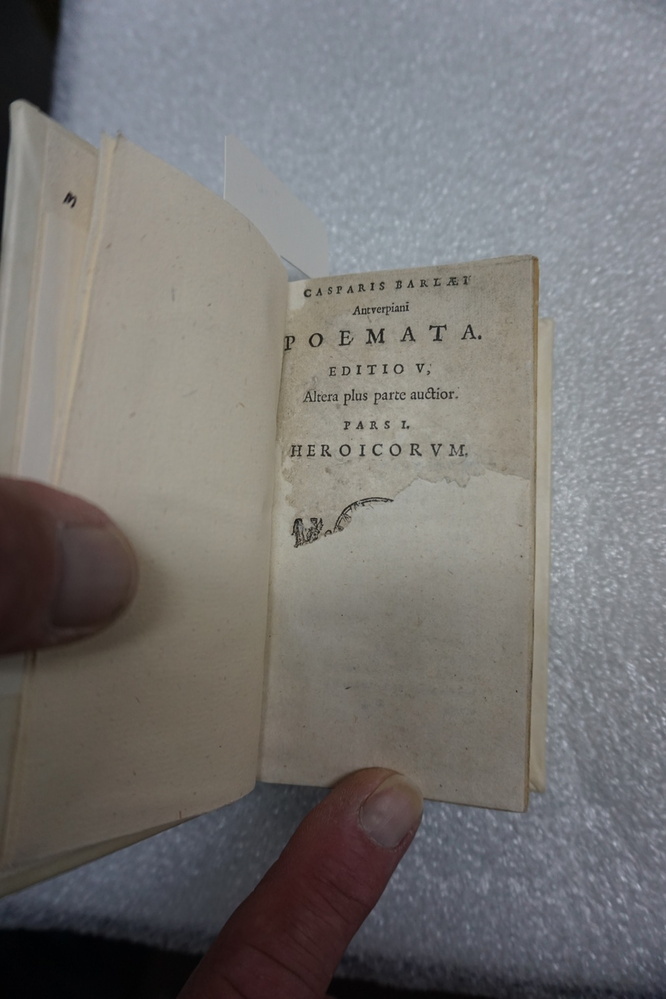 CASPARIS BARLÆI
Antverpiani
POEMATA.
EDITIO V,
Altera plus parte auctior.
PARS I.
HEROICORVM.